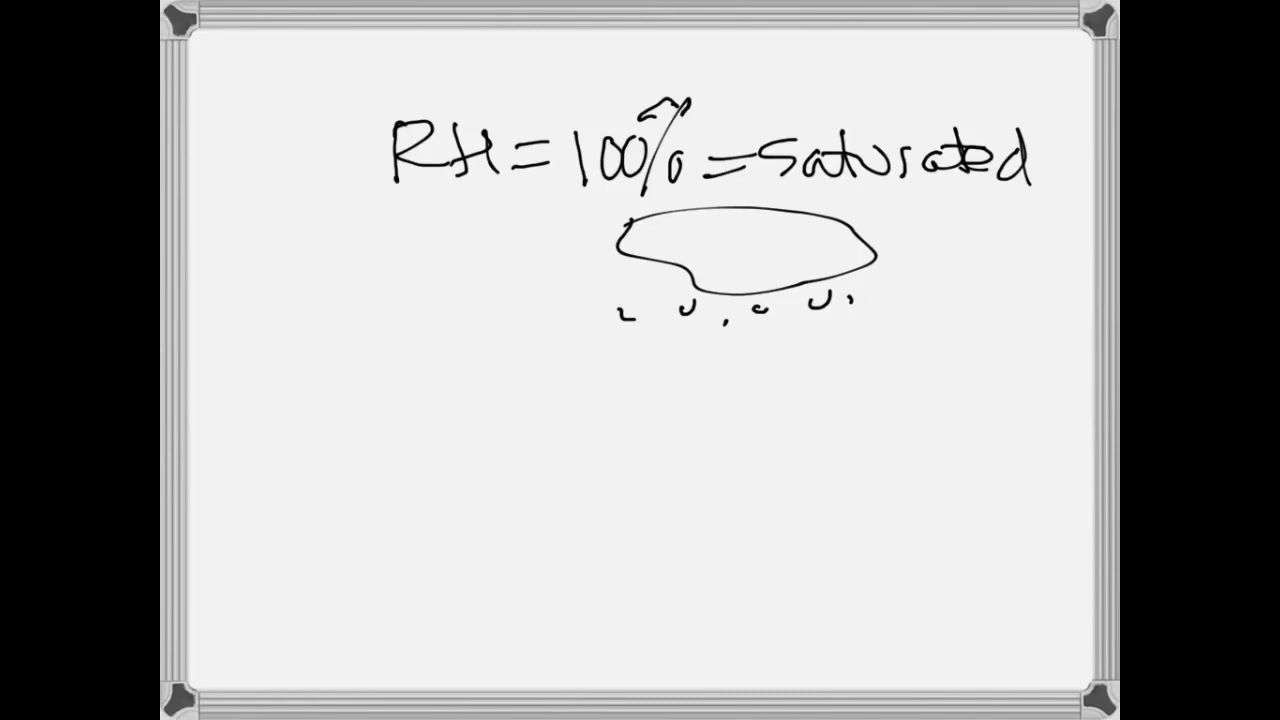 RH = 100% = saturated